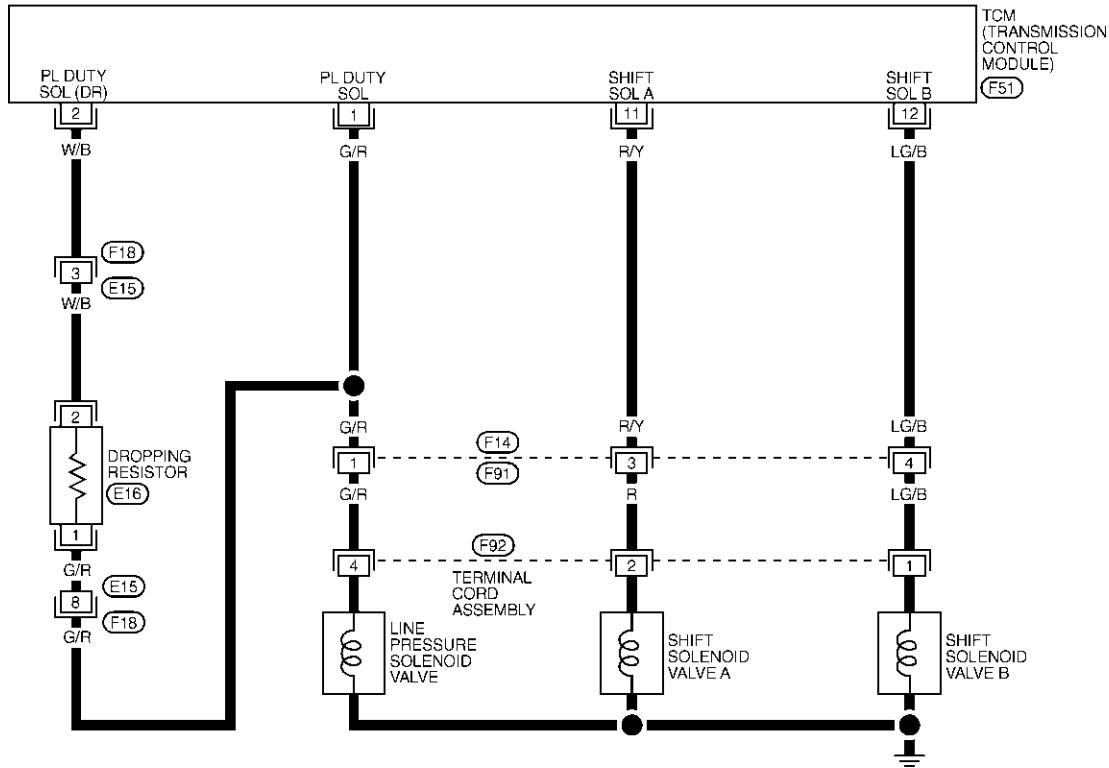 TCM
(TRANSMISSION
CONTROL
MODULE)
F51
PL DUTY
SOL (DR)
PL DUTY
SOL
SHIFT
SOL A
SHIFT
SOL B
2
1
11
12
W/B
G/R
R/Y
LG/B
F18
3
E15
W/B
2
DROPPING
RESISTOR
E16
1
G/R
E15
8
F18
G/R
G/R
R/Y
LG/B
F14
1
3
4
F91
G/R
R
LG/B
F92
4
2
1
TERMINAL
CORD
ASSEMBLY
LINE
PRESSURE
SOLENOID
VALVE
SHIFT
SOLENOID
VALVE A
SHIFT
SOLENOID
VALVE B